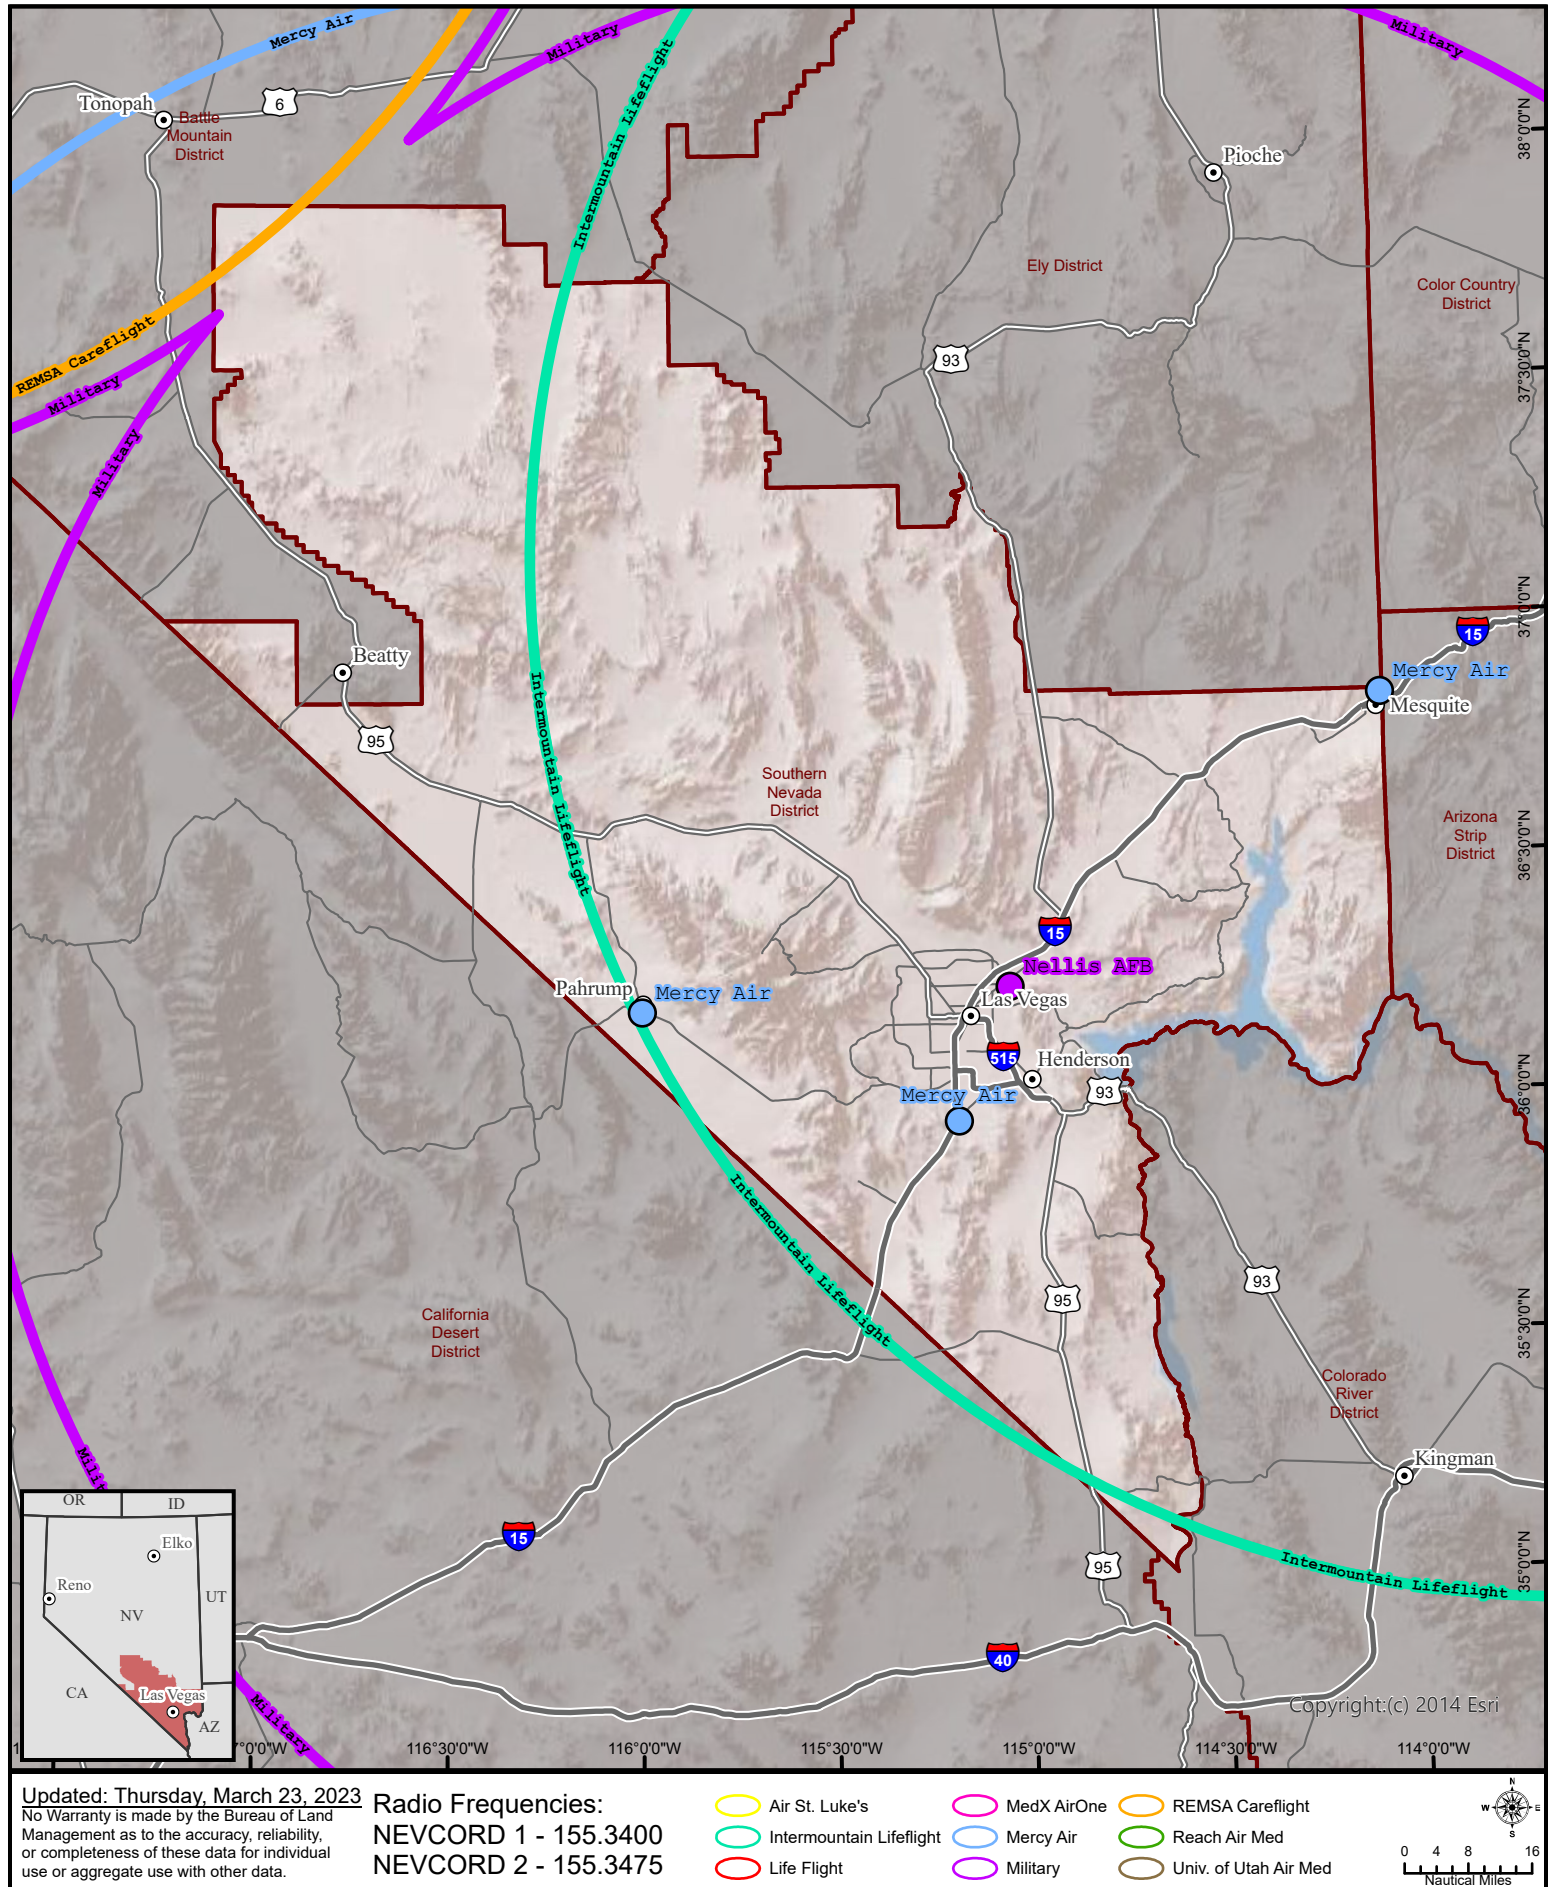 Mercy Air
Military
Military
Intermountain Lifeflight
Tonopah
6
Battle
Mountain
District
38°0'0"N
Pioche
Ely District
Color Country
District
REMSA Careflight
Military
93
37°30'0"N
Military
37°0'0"N
15
Beatty
Mercy Air
Mesquite
95
Intermountain Lifeflight
Southern
Nevada
District
Arizona
Strip
District
36°30'0"N
15
Nellis AFB
Pahrump
Mercy Air
Las Vegas
515
Henderson
93
36°0'0"N
Mercy Air
Intermountain Lifeflight
93
95
35°30'0"N
California
Desert
District
Colorado
River
District
Kingman
Milit
15
95
35°0'0"N
Intermountain Lifeflight
OR
ID
Elko
Reno
UT
NV
CA
Las Vegas
AZ
40
Military
Copyright:(c) 2014 Esri
7°0'0"W
116°30'0"W
116°0'0"W
115°30'0"W
115°0'0"W
114°30'0"W
114°0'0"W
Updated: Thursday, March 23, 2023
No Warranty is made by the Bureau of Land
Management as to the accuracy, reliability,
or completeness of these data for individual
use or aggregate use with other data.
Radio Frequencies:
NEVCORD 1 - 155.3400
NEVCORD 2 - 155.3475
Air St. Luke's
Intermountain Lifeflight
Life Flight
MedX AirOne
Mercy Air
Military
REMSA Careflight
Reach Air Med
Univ. of Utah Air Med
N
W E
S
0 4 8 16
Nautical Miles